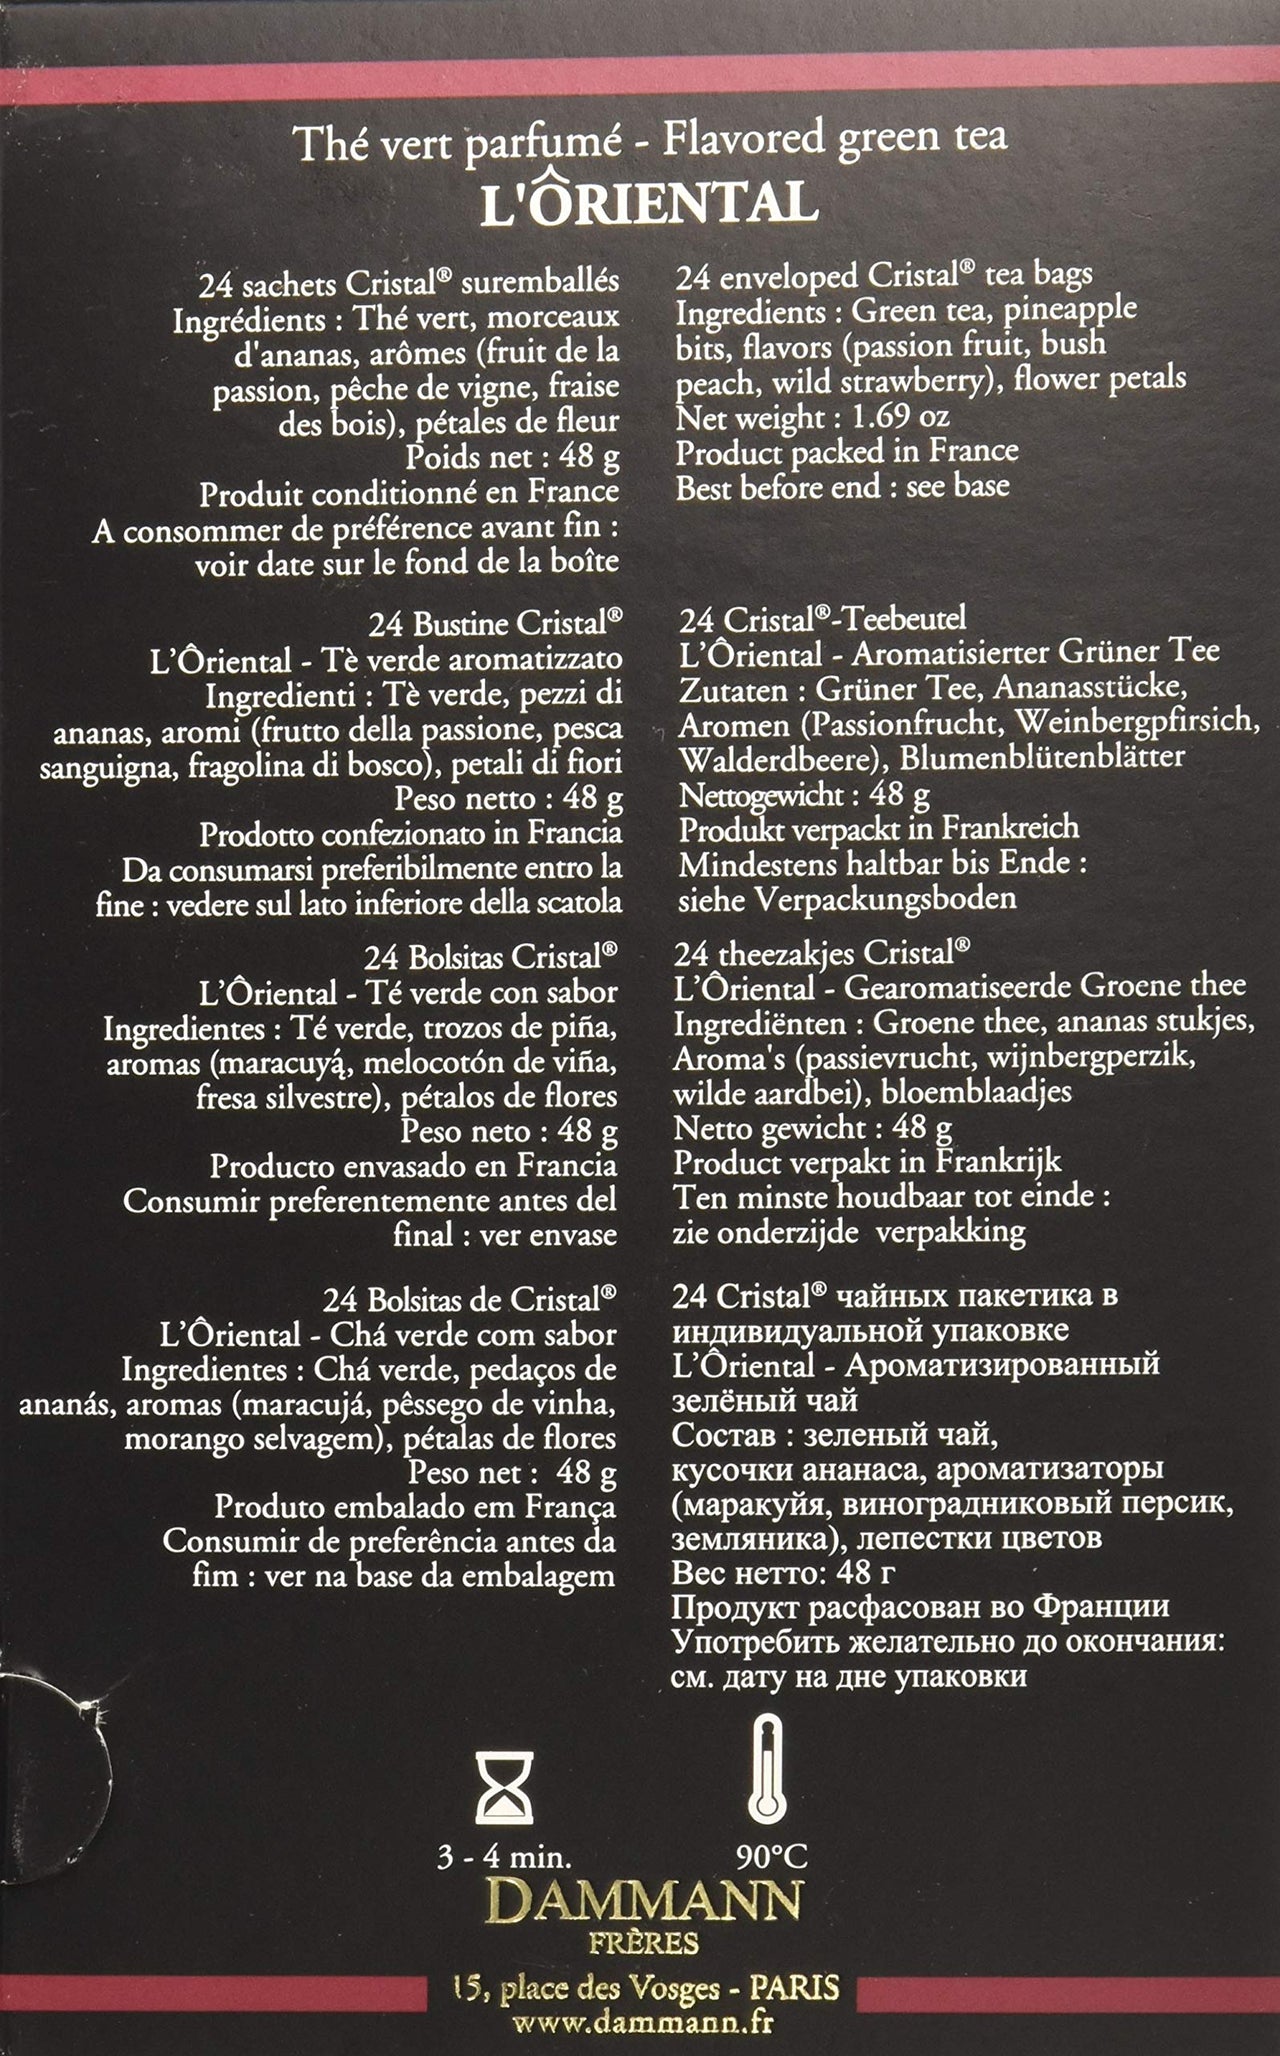 Thé vert parfumé - Flavored green tea
L'ÔRIENTAL
24 sachets Cristal® suremballés
Ingrédients : Thé vert, morceaux
d'ananas, arômes (fruit de la
passion, pêche de vigne, fraise
des bois), pétales de fleur
Poids net : 48 g
Produit conditionné en France
A consommer de préférence avant fin :
voir date sur le fond de la boîte
24 enveloped Cristal® tea bags
Ingredients : Green tea, pineapple
bits, flavors (passion fruit, bush
peach, wild strawberry), flower petals
Net weight : 1.69 oz
Product packed in France
Best before end : see base
24 Bustine Cristal®
L'Ôriental - Tè verde aromatizzato
Ingredienti : Tè verde, pezzi di
ananas, aromi (frutto della passione, pesca
sanguigna, fragolina di bosco), petali di fiori
Peso netto : 48 g
Prodotto confezionato in Francia
Da consumarsi preferibilmente entro la
fine : vedere sul lato inferiore della scatola
24 Cristal®-Teebeutel
L'Ôriental - Aromatisierter Grüner Tee
Zutaten : Grüner Tee, Ananasstücke,
Aromen (Passionfrucht, Weinbergpfirsich,
Walderdbeere), Blumenblütenblätter
Nettogewicht : 48 g
Produkt verpackt in Frankreich
Mindestens haltbar bis Ende :
siehe Verpackungsboden
24 Bolsitas Cristal®
L'Ôriental - Té verde con sabor
Ingredientes : Té verde, trozos de piña,
aromas (maracuyą́, melocotón de viña,
fresa silvestre), pétalos de flores
Peso neto : 48 g
Producto envasado en Francia
Consumir preferentemente antes del
final : ver envase
24 theezakjes Cristal®
L'Ôriental - Gearomatiseerde Groene thee
Ingrediënten : Groene thee, ananas stukjes,
Aroma's (passievrucht, wijnbergperzik,
wilde aardbei), bloemblaadjes
Netto gewicht : 48 g
Product verpakt in Frankrijk
Ten minste houdbaar tot einde :
zie onderzijde verpakking
24 Bolsitas de Cristal®
L'Ôriental - Chá verde com sabor
Ingredientes : Chá verde, pedaços de
ananás, aromas (maracujá, pêssego de vinha,
morango selvagem), pétalas de flores
Peso net : 48 g
Produto embalado em França
Consumir de preferência antes da
fim : ver na base da embalagem
24 Cristal® чайных пакетика в
индивидуальной упаковке
L'Ôriental - Ароматизированный
зелёный чай
Состав : зеленый чай,
кусочки ананаса, ароматизаторы
(маракуйя, виноградниковый персик,
земляника), лепестки цветов
Вес нетто: 48 г
Продукт расфасован во Франции
Употребить желательно до окончания:
см. дату на дне упаковки
3 - 4 min.
90°C
DAMMANN
FRÈRES
15, place des Vosges - PARIS
www.dammann.fr